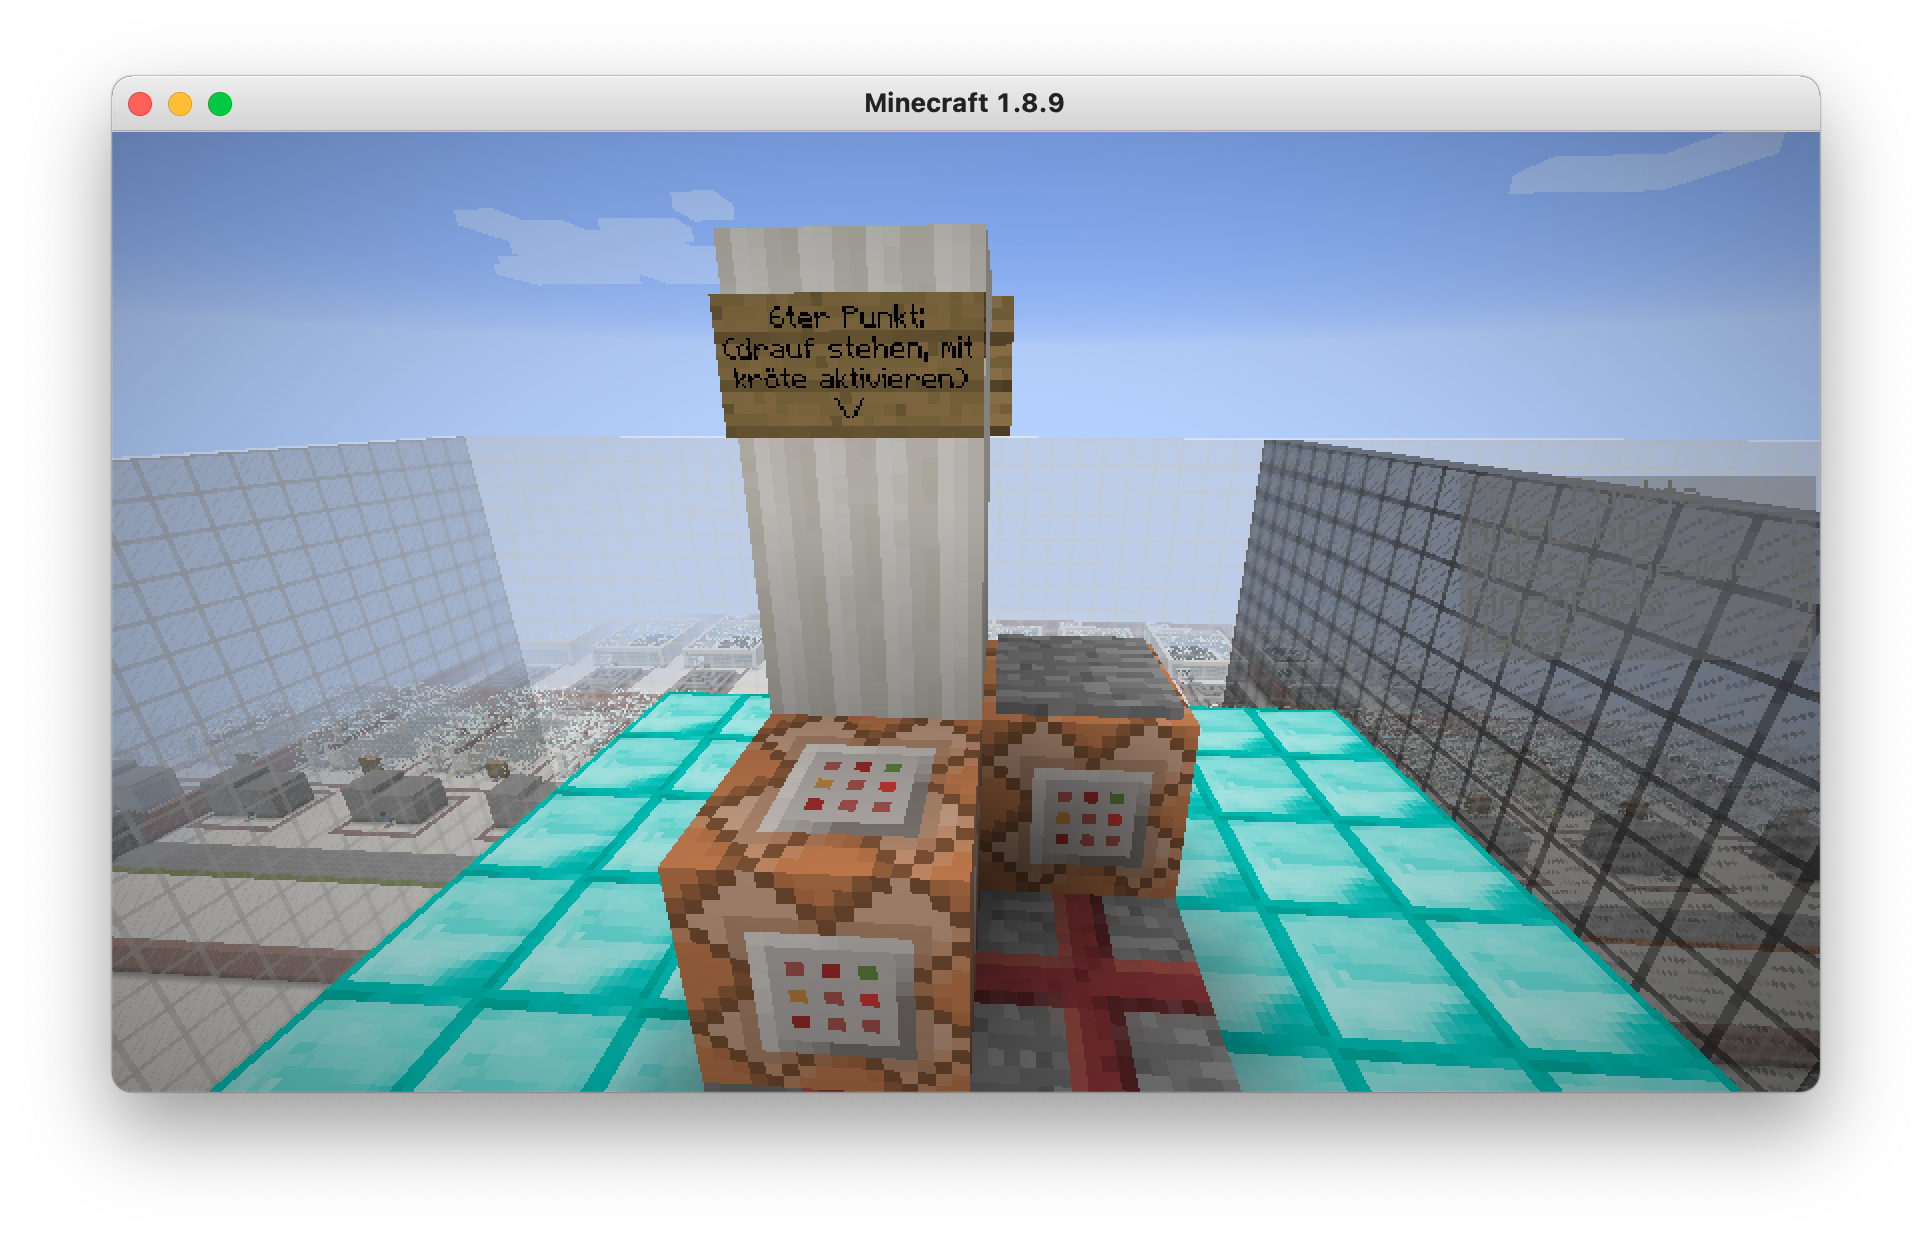 Minecraft 1.8.9
6ter Punkt:
(drauf stehen, mit
kröte aktivieren)
\/